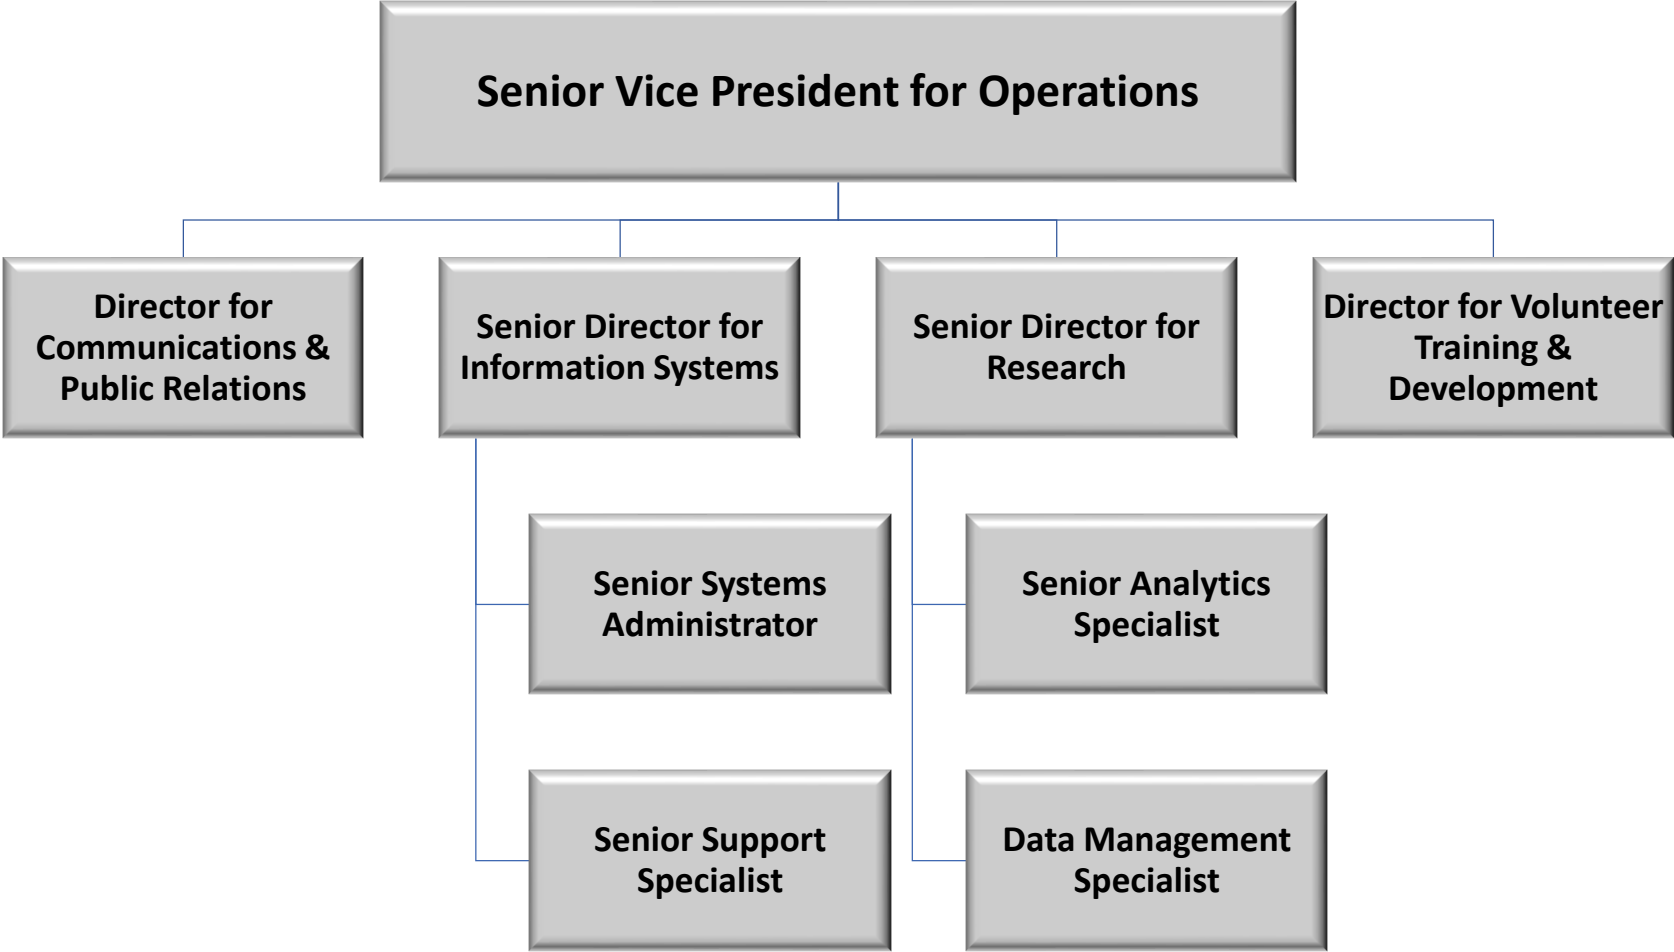 Senior Vice President for Operations
Director for
Communications &
Public Relations
Senior Director for
Information Systems
Senior Director for
Research
Director for Volunteer
Training &
Development
Senior Systems
Administrator
Senior Analytics
Specialist
Senior Support
Specialist
Data Management
Specialist